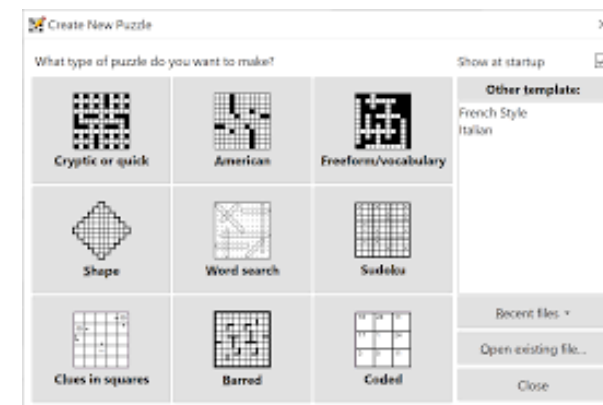 Create New Puzzle
What type of puzzle do you want to make?
Show at startup
Cryptic or quick
American
Freeform/vocabulary
Other template:
French Style
Italian
Shape
Word search
Sudoku
Clues in squares
Barred
Coded
Recent files
Open existing file...
Close